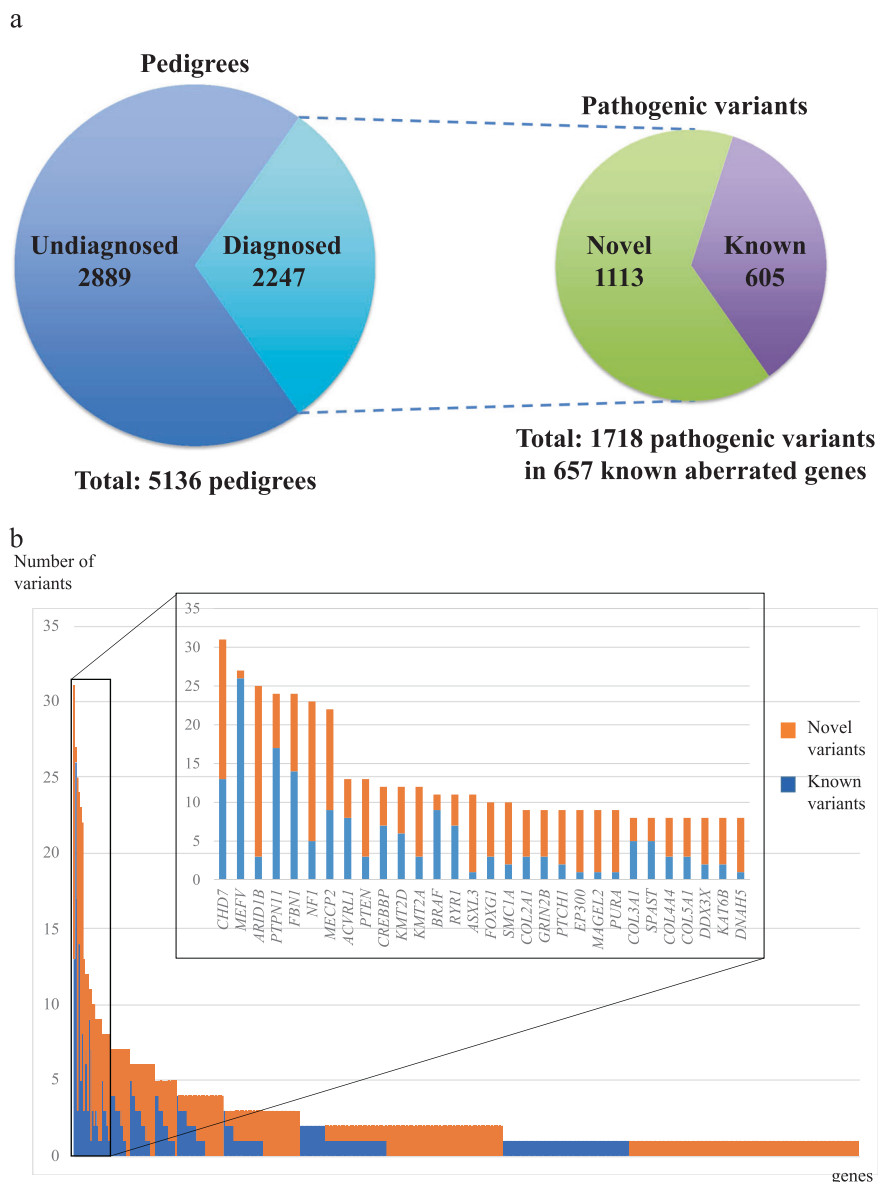 a
Pedigrees
Pathogenic variants
Undiagnosed
2889
Diagnosed
2247
Novel
1113
Known
605
Total: 5136 pedigrees
Total: 1718 pathogenic variants
in 657 known aberrated genes
b
Number of
variants
35
30
25
20
15
10
5
0
35
30
25
20
15
10
5
0
CHD7
MEFV
ARID1B
PTPN11
FBN1
NF1
MECP2
ACVRL1
PTEN
CREBBP
KMT2D
KMT2A
BRAF
RYR1
ASXL3
FOXG1
SMC1A
COL2A1
GRIN2B
PTCH1
EP300
MAGEL2
PURA
COL3A1
SPAST
COL4A4
COL5A1
DDX3X
KAT6B
DNAH5
Novel
variants
Known
variants
genes